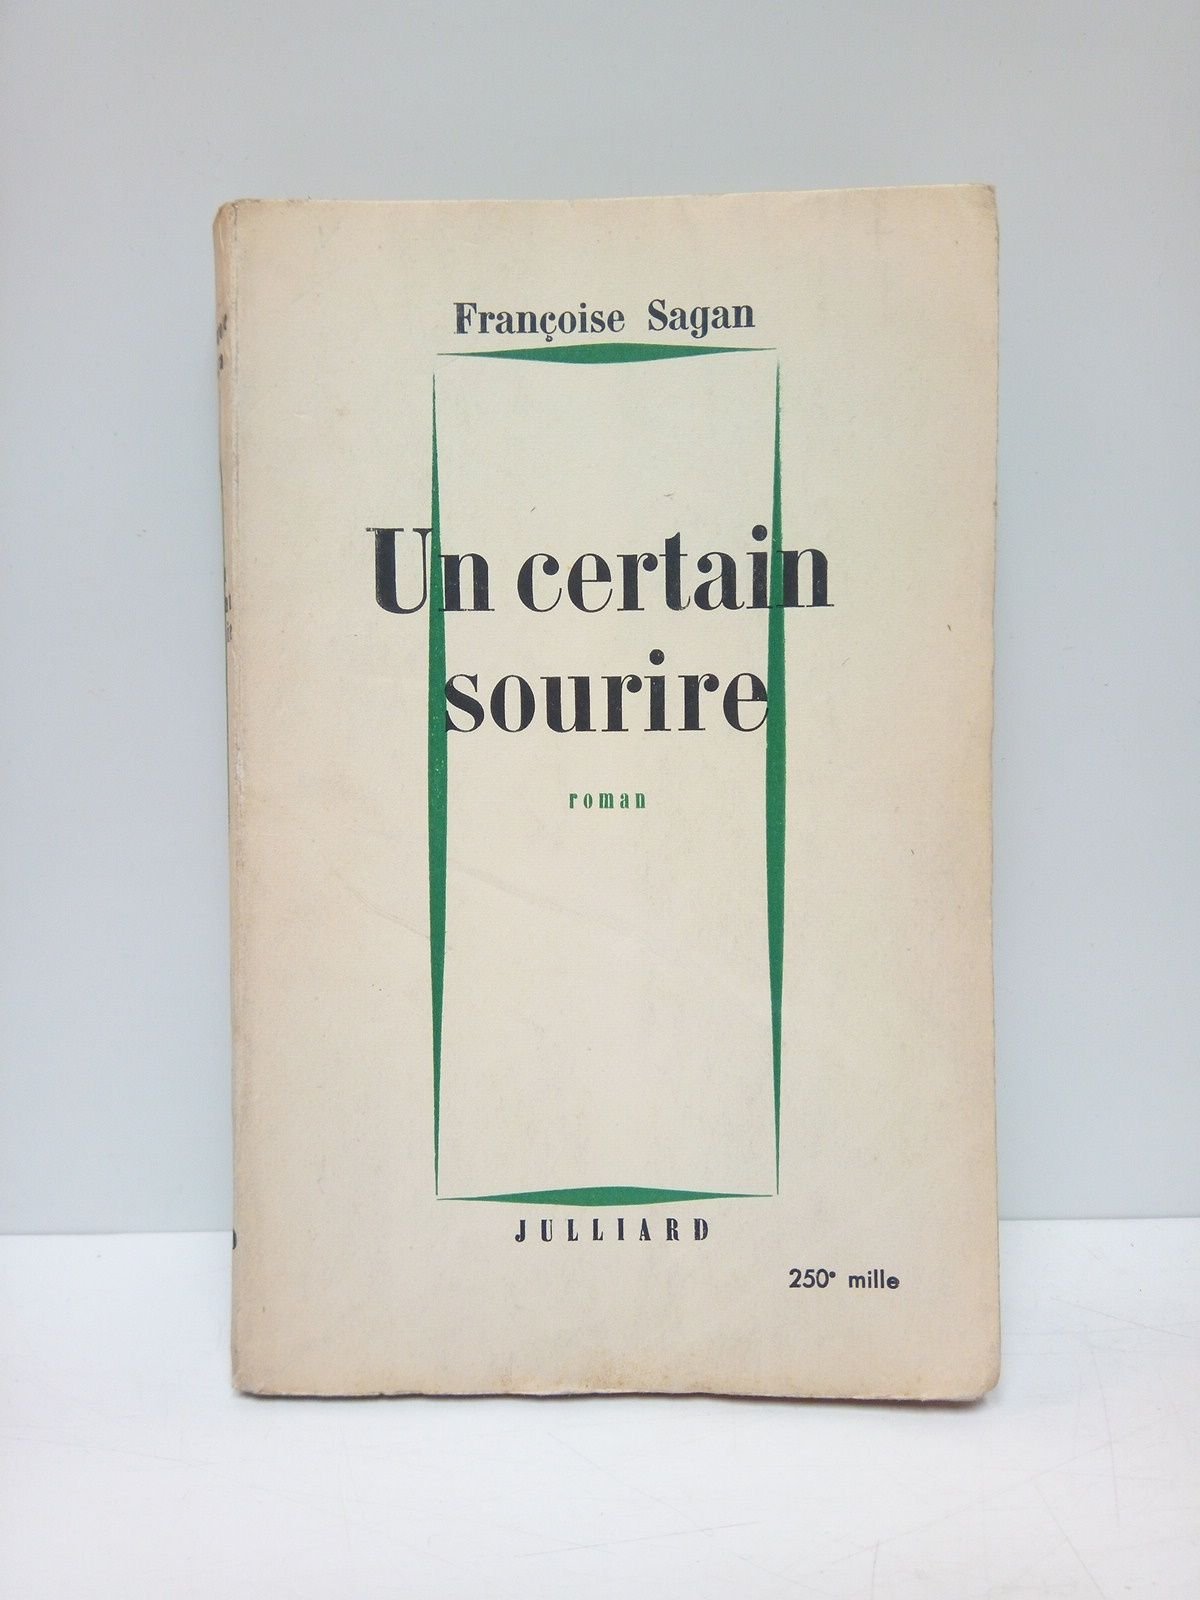 Françoise Sagan
Un certain
sourire
roman
JULLIARD
250e mille